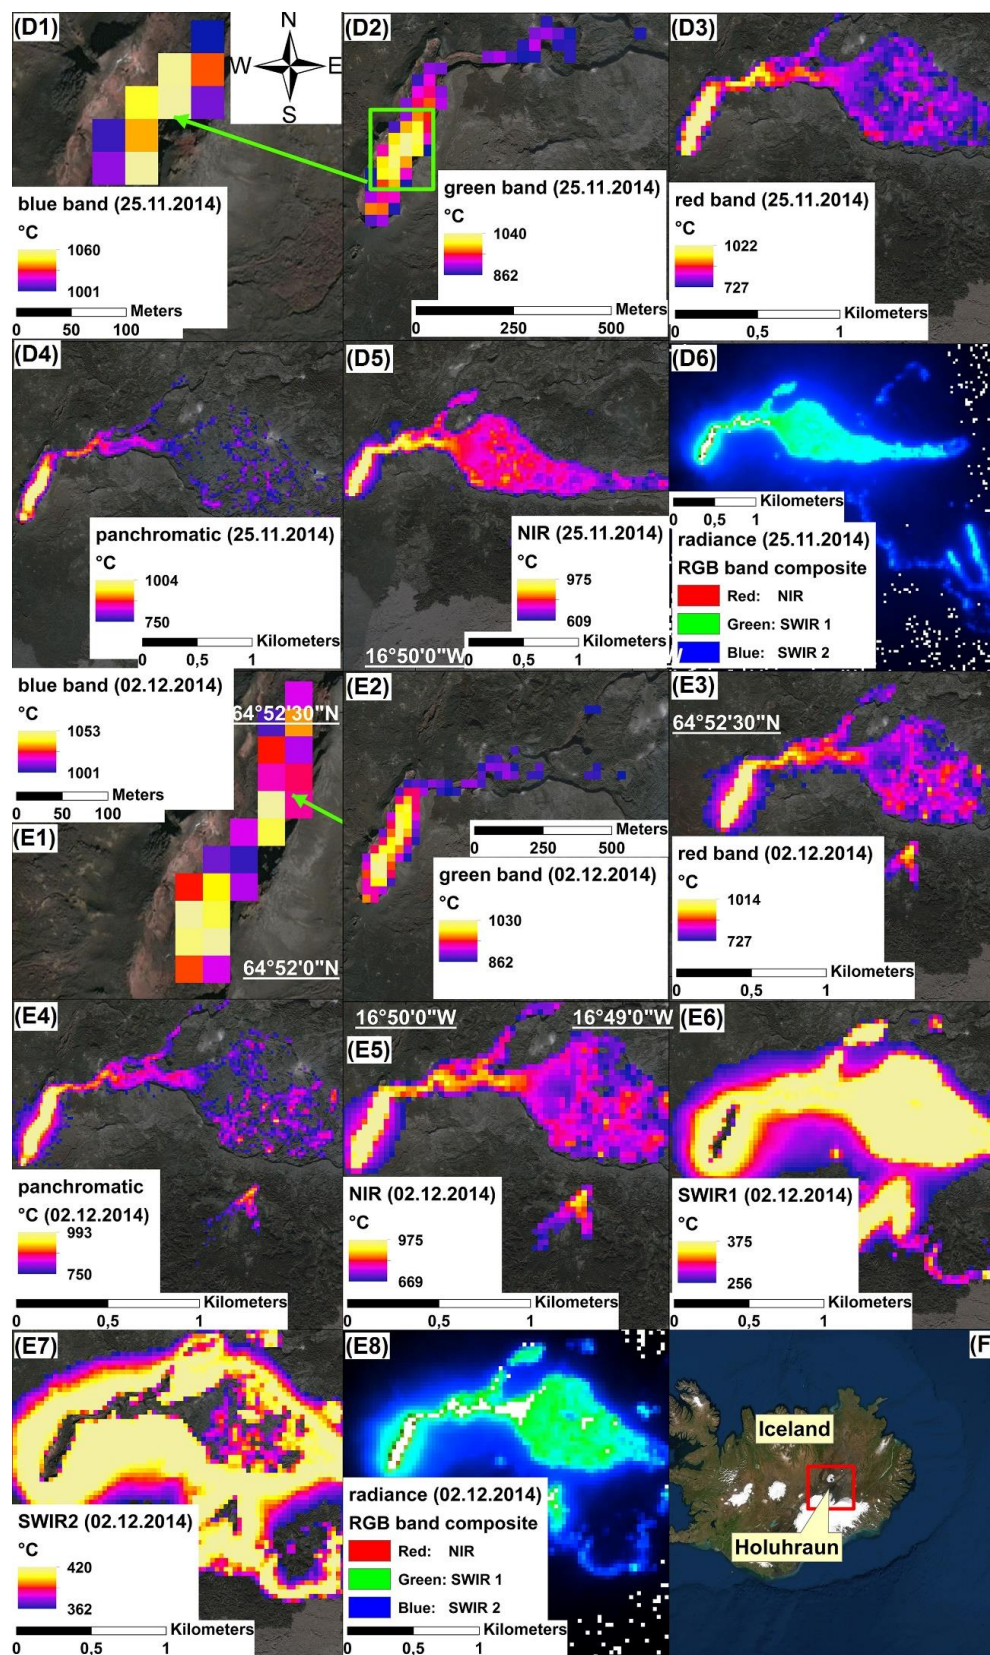 (D1)
N
W
E
S
blue band (25.11.2014)
°C
1060
1001
Meters
0 50 100
(D2)
green band (25.11.2014)
°C
1040
862
Meters
0 250 500
(D3)
red band (25.11.2014)
°C
1022
727
Kilometers
0 0,5 1
(D4)
panchromatic (25.11.2014)
°C
1004
750
Kilometers
0 0,5 1
(D5)
NIR (25.11.2014)
°C
975
609
Kilometers
0 0,5 1
16°50'0"W
(D6)
Kilometers
0 0,5 1
radiance (25.11.2014)
RGB band composite
Red: NIR
Green: SWIR 1
Blue: SWIR 2
blue band (02.12.2014)
°C
1053
1001
Meters
0 50 100
64°52'30"N
(E1)
64°52'0"N
(E2)
Meters
0 250 500
green band (02.12.2014)
°C
1030
862
(E3)
64°52'30"N
red band (02.12.2014)
°C
1014
727
Kilometers
0 0,5 1
(E4)
panchromatic
°C (02.12.2014)
993
750
Kilometers
0 0,5 1
16°50'0"W
16°49'0"W
(E5)
NIR (02.12.2014)
°C
975
669
Kilometers
0 0,5 1
(E6)
SWIR1 (02.12.2014)
°C
375
256
Kilometers
0 0,5 1
(E7)
SWIR2 (02.12.2014)
°C
420
362
Kilometers
0 0,5 1
(E8)
radiance (02.12.2014)
RGB band composite
Red: NIR
Green: SWIR 1
Blue: SWIR 2
Kilometers
0 0,5 1
(F
Iceland
Holuhraun